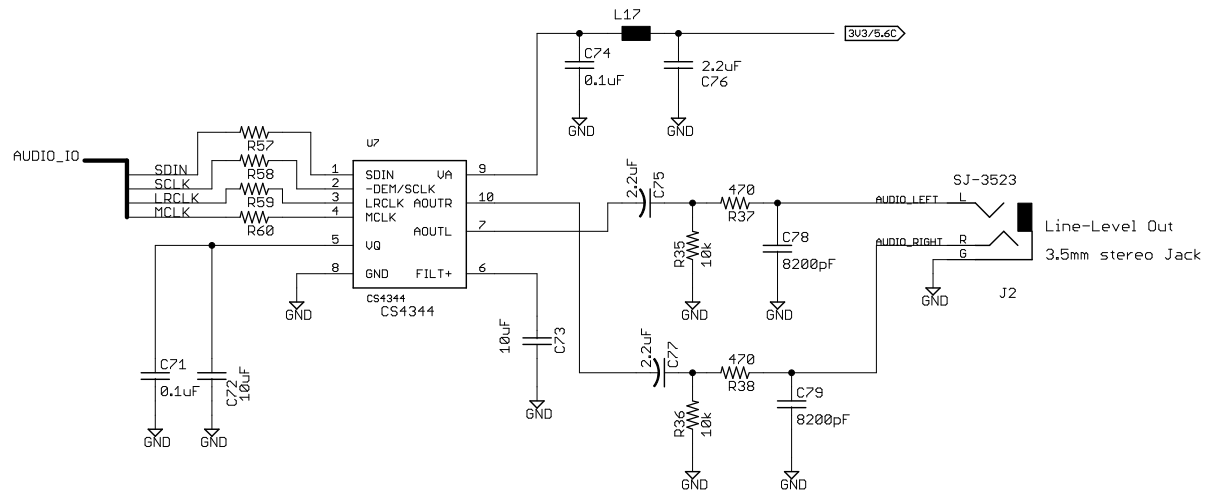 L17
3V3/5.6C
C74
0.1uF
2.2uF
C76
GND
GND
AUDIO_IO
SDIN
SCLK
LRCLK
MCLK
R57
R58
R59
R60
U7
1
2
3
4
5
8
SDIN
-DEM/SCLK
LRCLK
MCLK
VQ
GND
VA
AOUTR
AOUTL
FILT+
9
10
7
6
CS4344
CS4344
GND
C71
0.1uF
C72
10uF
GND
GND
10uF
C73
GND
2.2uF
C75
470
R37
R35
10k
C78
8200pF
GND
GND
2.2uF
C77
470
R38
R36
10k
C79
8200pF
GND
GND
AUDIO_LEFT
AUDIO_RIGHT
SJ-3523
L
R
G
GND
J2
Line-Level Out
3.5mm stereo Jack